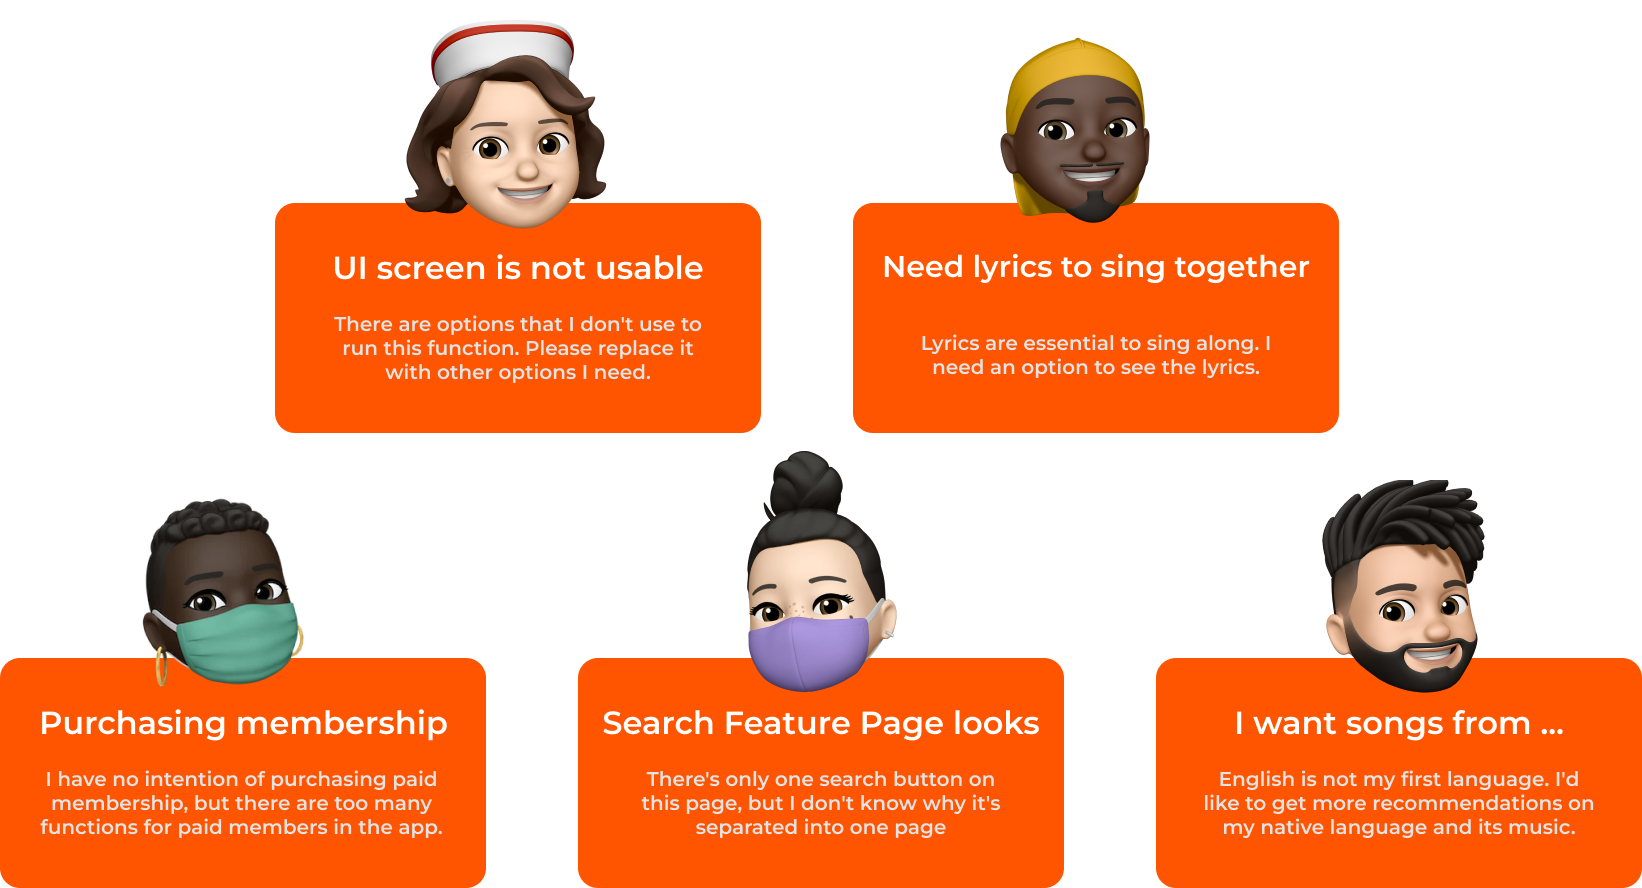 UI screen is not usable
There are options that I don't use to
run this function. Please replace it
with other options I need.
Need lyrics to sing together
Lyrics are essential to sing along. I
need an option to see the lyrics.
Purchasing membership
I have no intention of purchasing paid
membership, but there are too many
functions for paid members in the app.
Search Feature Page looks
There's only one search button on
this page, but I don't know why it's
separated into one page
I want songs from ...
English is not my first language. I'd
like to get more recommendations on
my native language and its music.